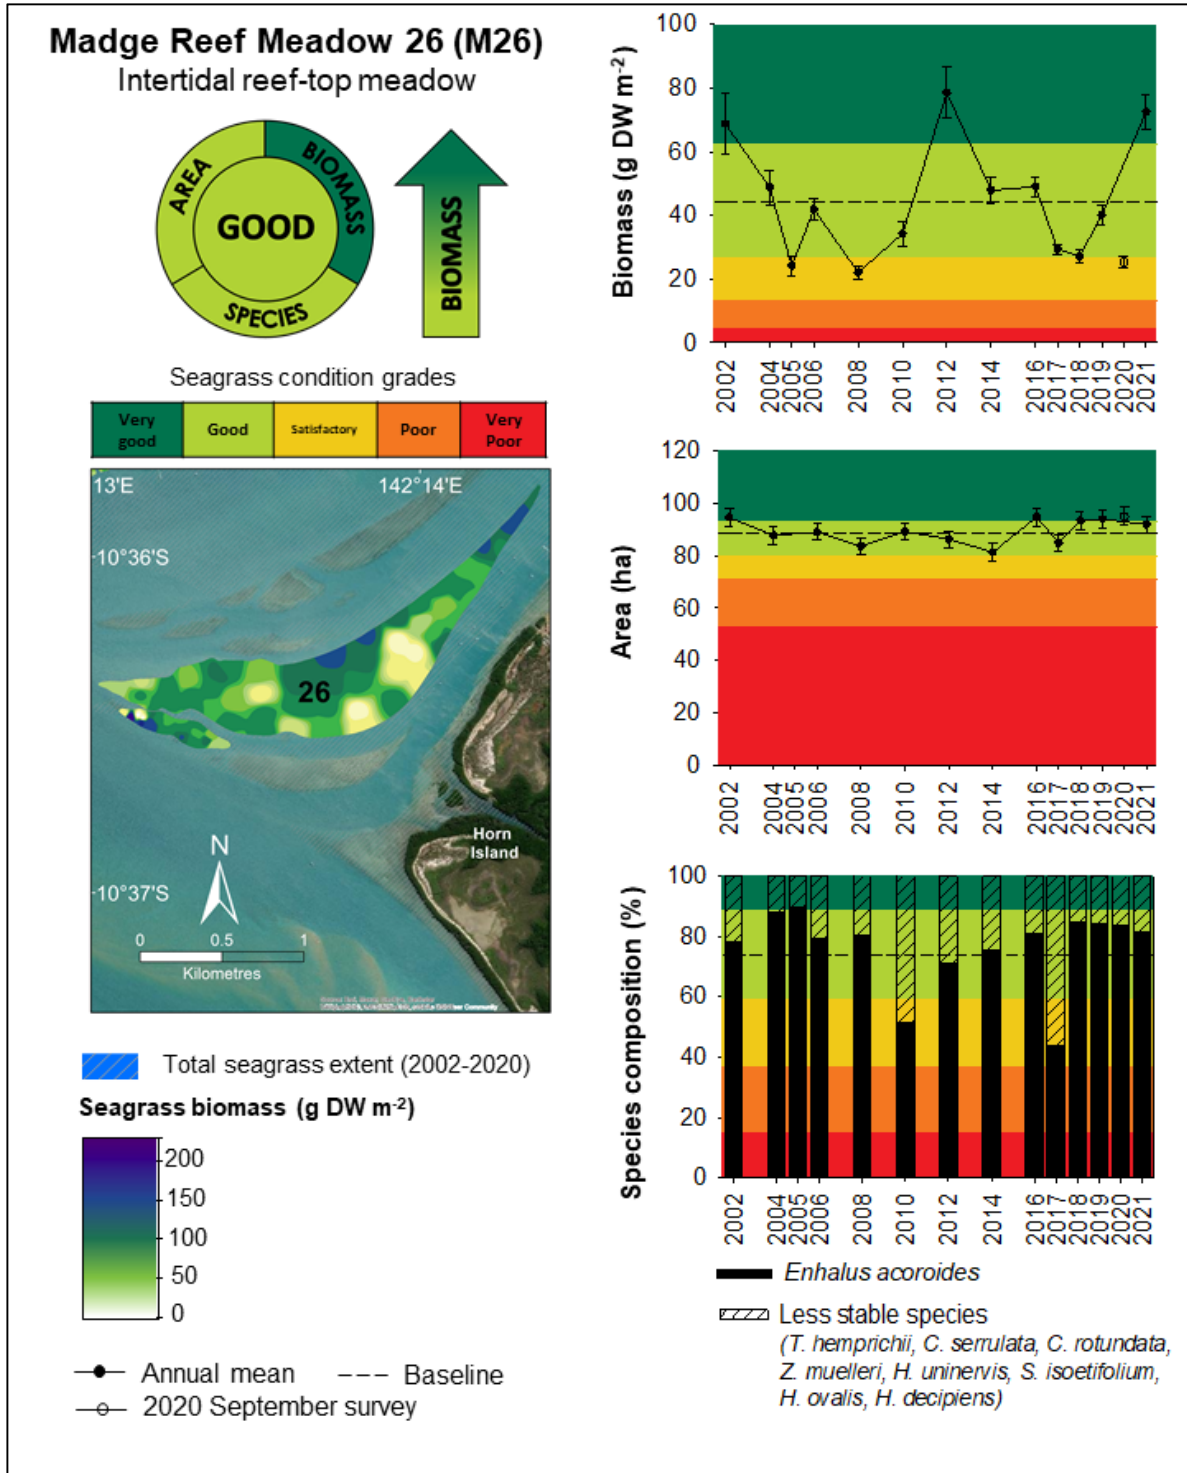 Madge Reef Meadow 26 (M26)
Intertidal reef-top meadow
AREA
BIOMASS
GOOD
SPECIES
BIOMASS
Seagrass condition grades
Very good
Good
Satisfactory
Poor
Very Poor
13'E
142°14'E
10°36'S
26
Horn Island
N
10°37'S
0 0.5 1
Kilometres
Community
Total seagrass extent (2002-2020)
Seagrass biomass (g DW m-2)
200
150
100
50
0
Annual mean
Baseline
2020 September survey
Biomass (g DW m-2)
100
80
60
40
20
0
2002 2004 2005 2006 2008 2010 2012 2014 2016 2017 2018 2019 2020 2021
Area (ha)
120
100
80
60
40
20
0
2002 2004 2005 2006 2008 2010 2012 2014 2016 2017 2018 2019 2020 2021
Species composition (%)
100
80
60
40
20
0
2002 2004 2005 2006 2008 2010 2012 2014 2016 2017 2018 2019 2020 2021
Enhalus acoroides
Less stable species
(T. hemprichii, C. serrulata, C. rotundata,
Z. muelleri, H. uninervis, S. isoetifolium,
H. ovalis, H. decipiens)